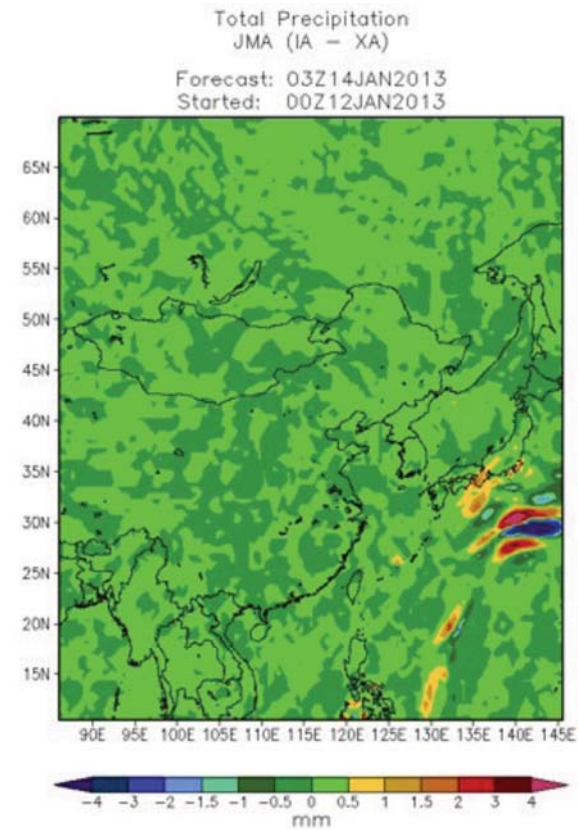 Total Precipitation
JMA (IA – XA)
Forecast: 03Z14JAN2013
Started: 00Z12JAN2013
65N
60N
55N
50N
45N
40N
35N
30N
25N
20N
15N
90E 95E 100E 105E 110E 115E 120E 125E 130E 135E 140E 145E
−4 −3 −2 −1.5 −1 −0.5 0 0.5 1 1.5 2 3 4
mm